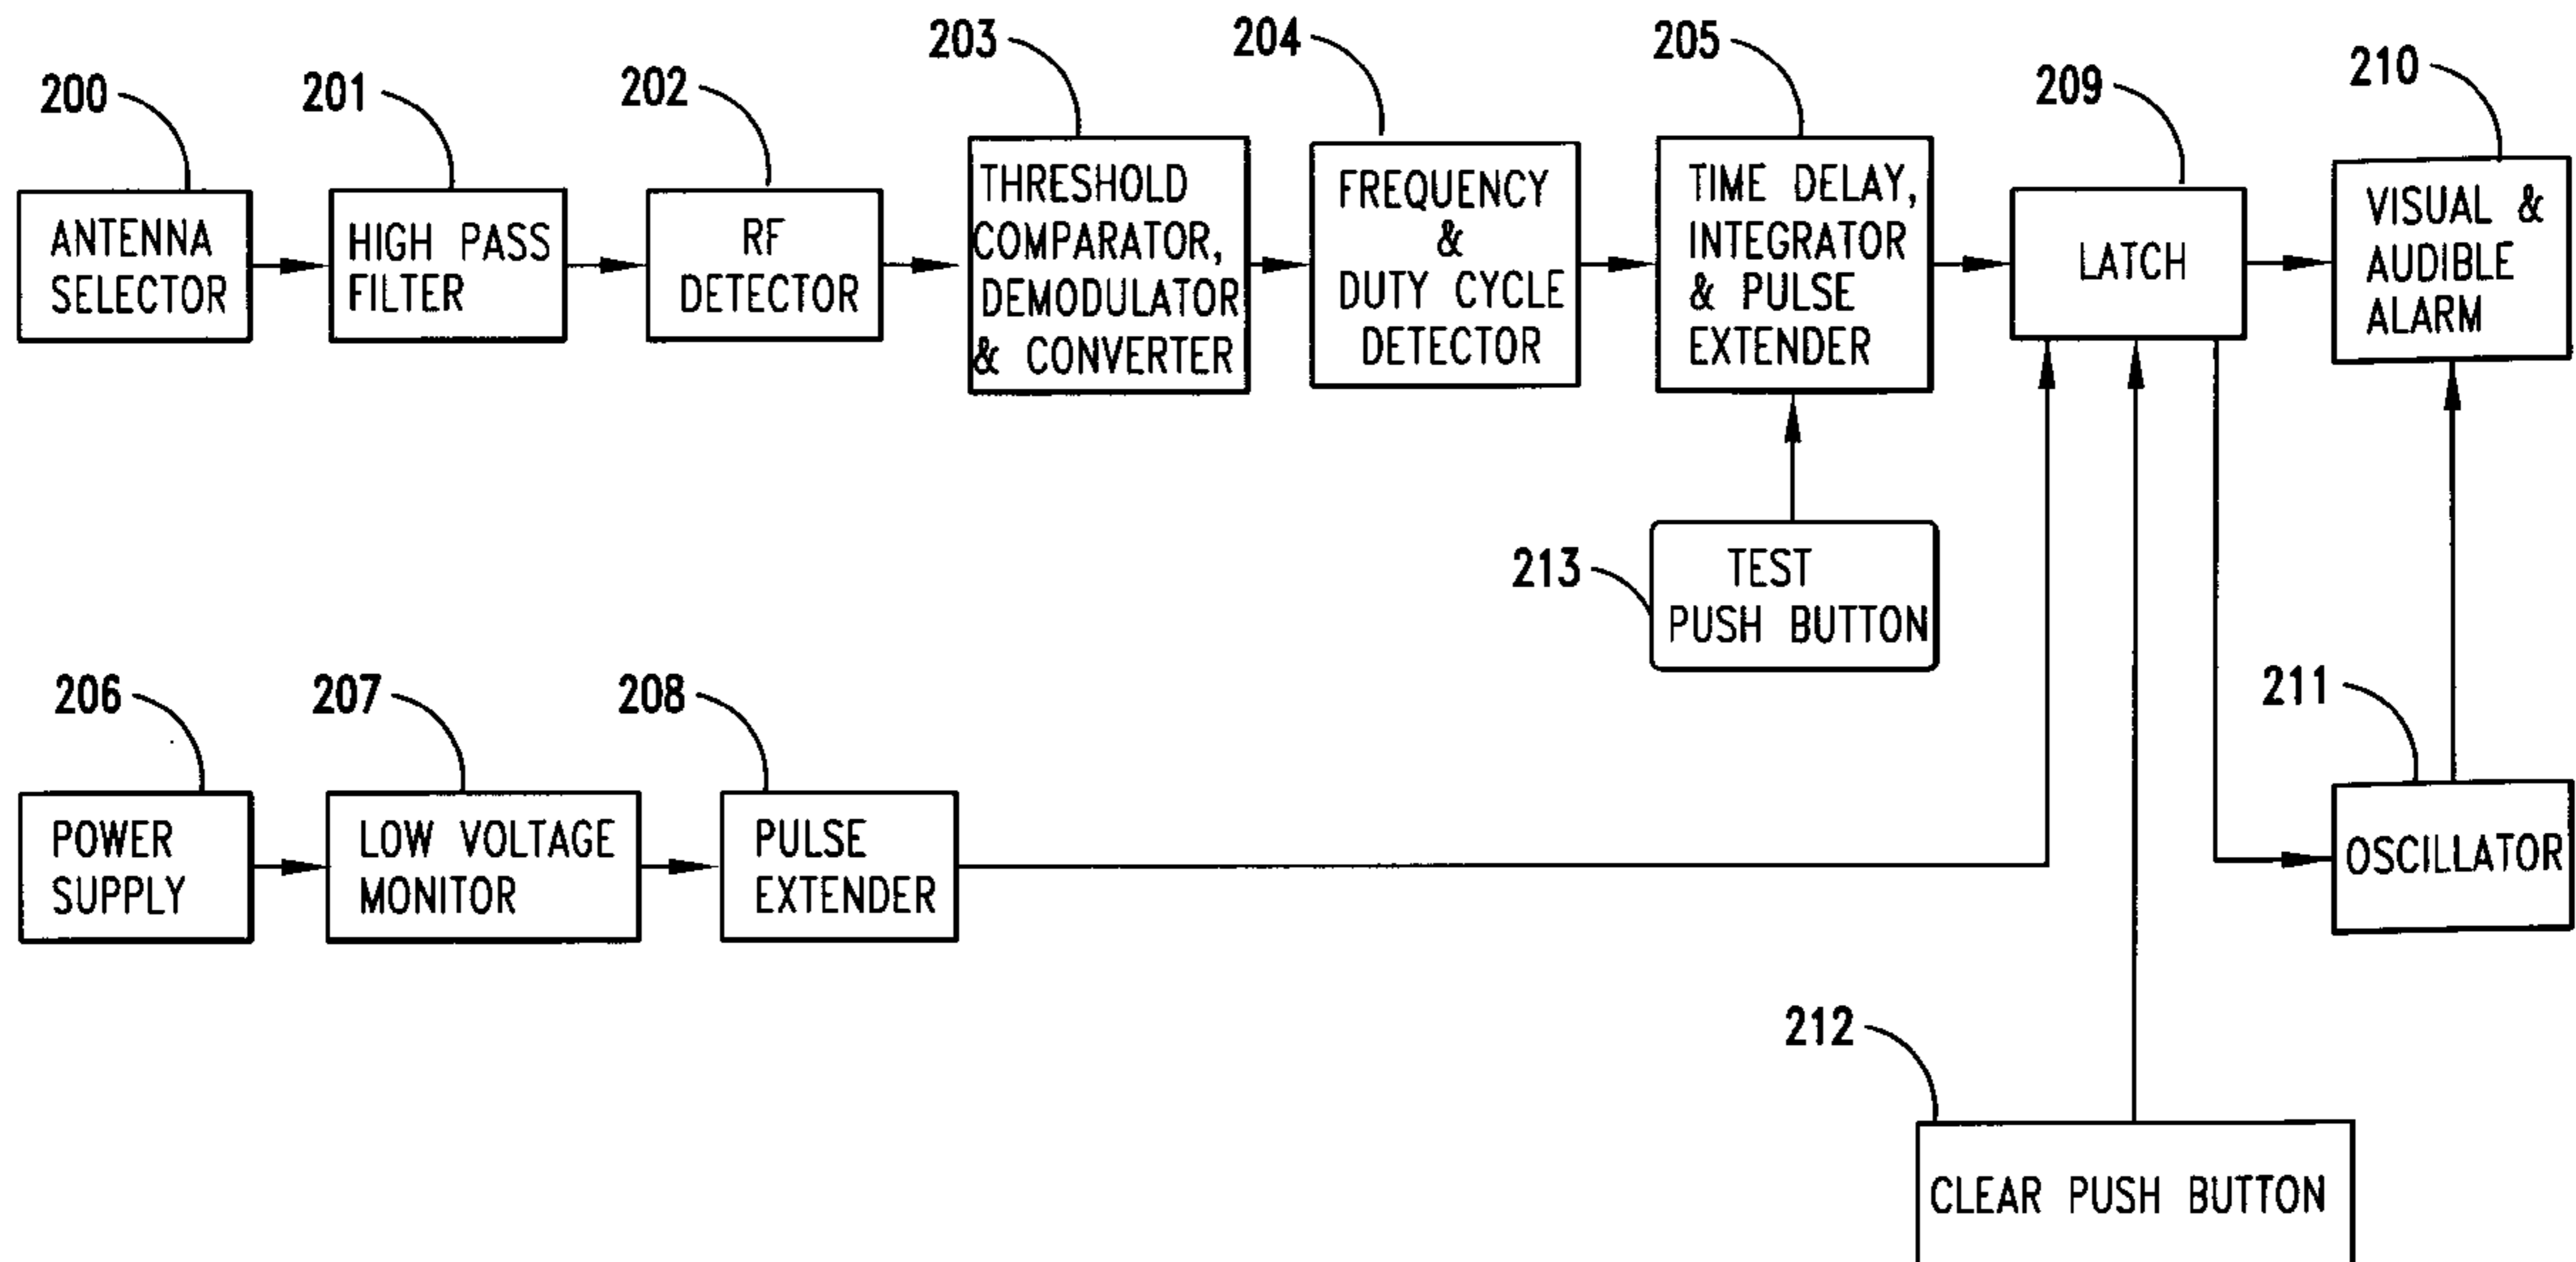 200
201
202
203
204
205
209
210
ANTENNA
SELECTOR
HIGH PASS
FILTER
RF
DETECTOR
THRESHOLD
COMPARATOR,
DEMODULATOR
& CONVERTER
FREQUENCY
&
DUTY CYCLE
DETECTOR
TIME DELAY,
INTEGRATOR
& PULSE
EXTENDER
LATCH
VISUAL &
AUDIBLE
ALARM
213
TEST
PUSH BUTTON
206
207
208
211
POWER
SUPPLY
LOW VOLTAGE
MONITOR
PULSE
EXTENDER
OSCILLATOR
212
CLEAR PUSH BUTTON